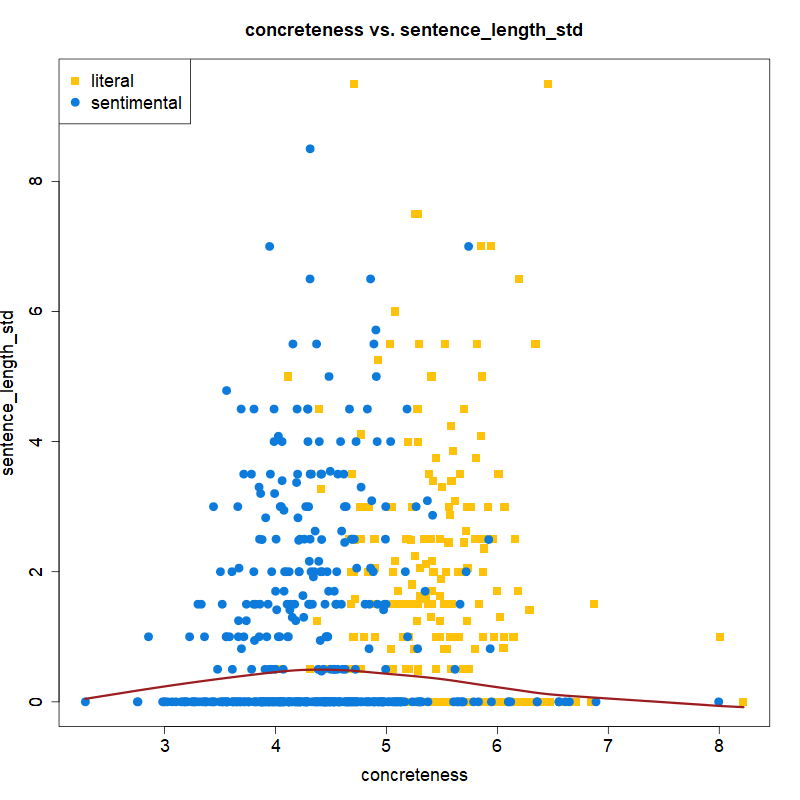 concreteness vs. sentence_length_std
literal
sentimental
sentence_length_std
8
6
4
2
0
3 4 5 6 7 8
concreteness